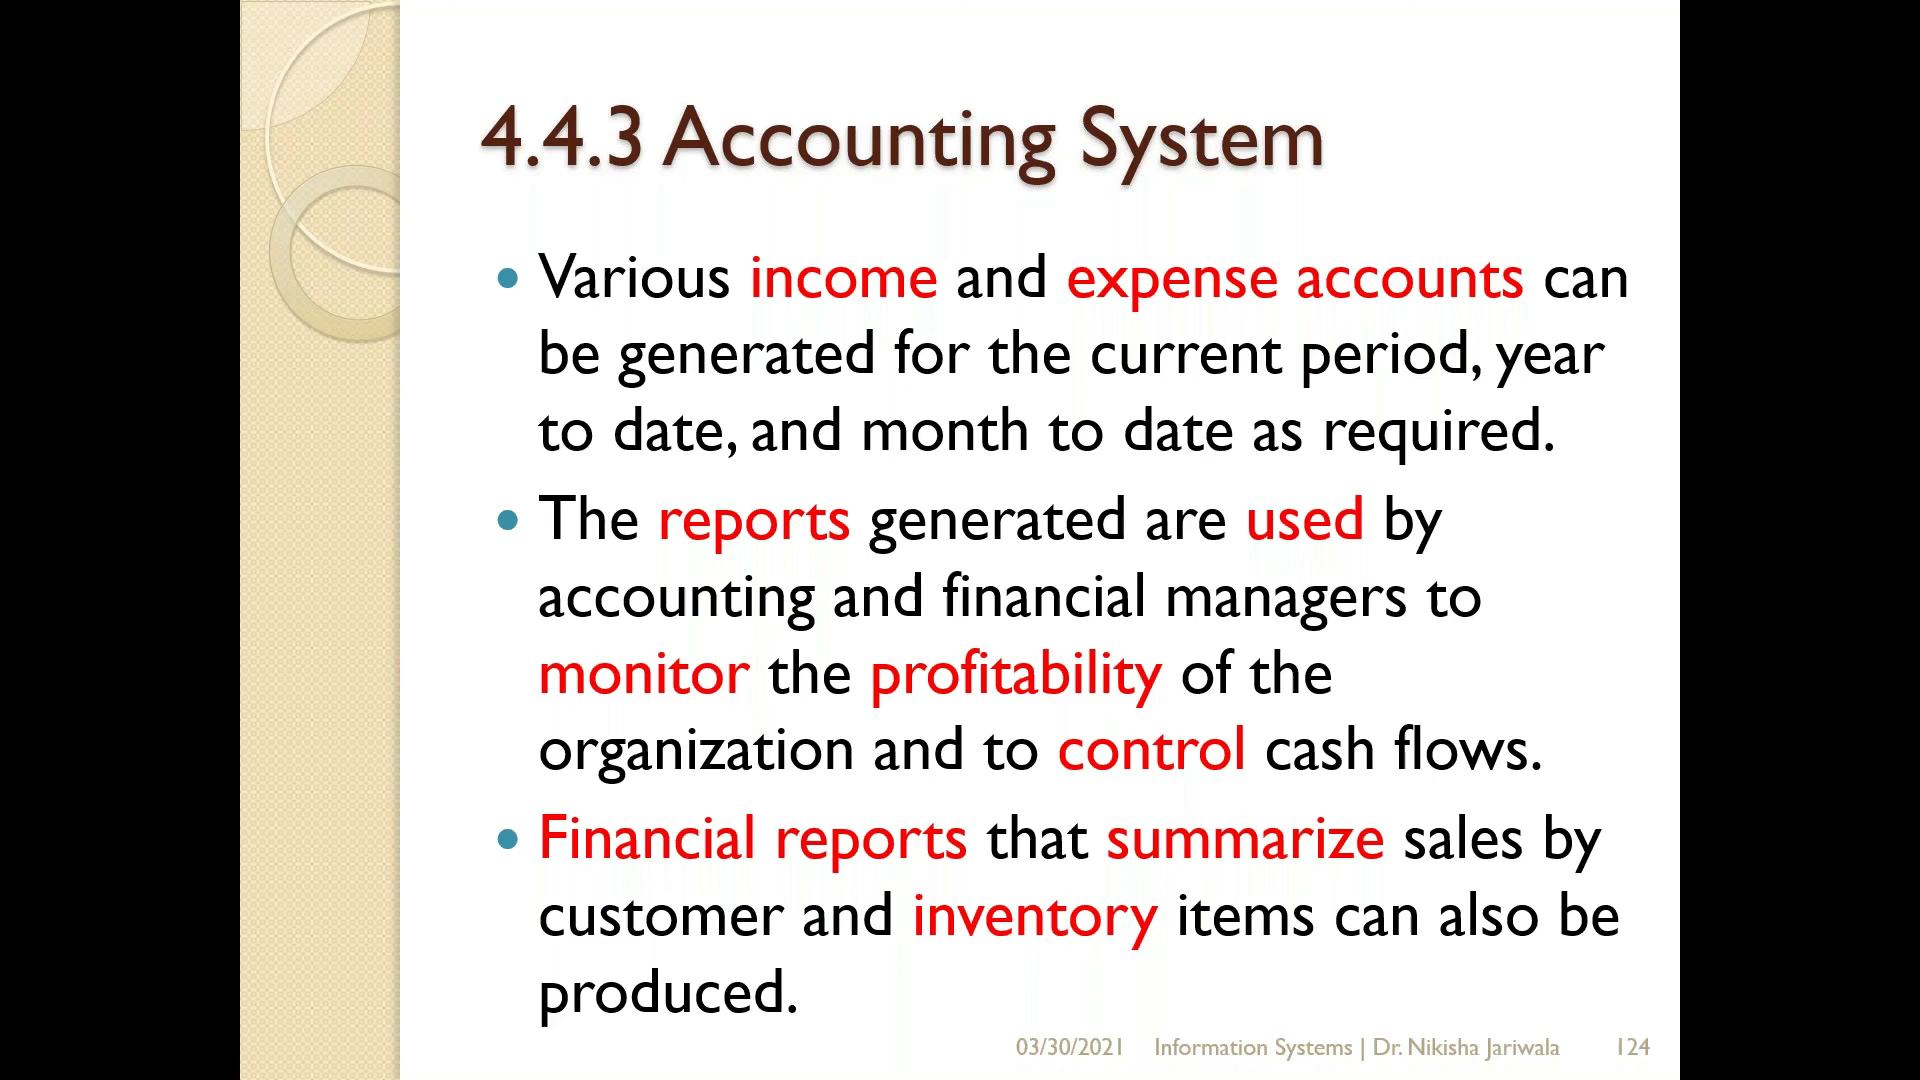 4.4.3 Accounting System
• Various income and expense accounts can
be generated for the current period, year
to date, and month to date as required.
• The reports generated are used by
accounting and financial managers to
monitor the profitability of the
organization and to control cash flows.
• Financial reports that summarize sales by
customer and inventory items can also be
produced.
03/30/2021 Information Systems | Dr. Nikisha Jariwala 124